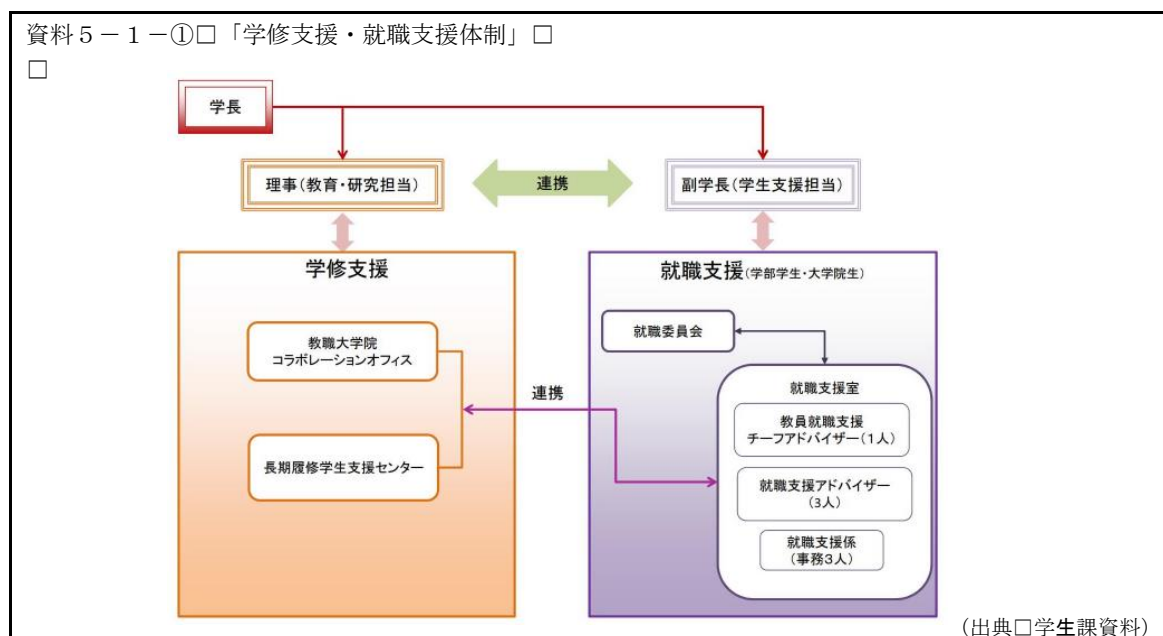 資料５－１－①□「学修支援・就職支援体制」□
□
学長
理事(教育・研究担当)
連携
副学長(学生支援担当)
学修支援
教職大学院
コラボレーションオフィス
長期履修学生支援センター
連携
就職支援(学部学生・大学院生)
就職委員会
就職支援室
教員就職支援
チーフアドバイザー(1人)
就職支援アドバイザー
(3人)
就職支援係
(事務3人)
（出典□学生課資料）